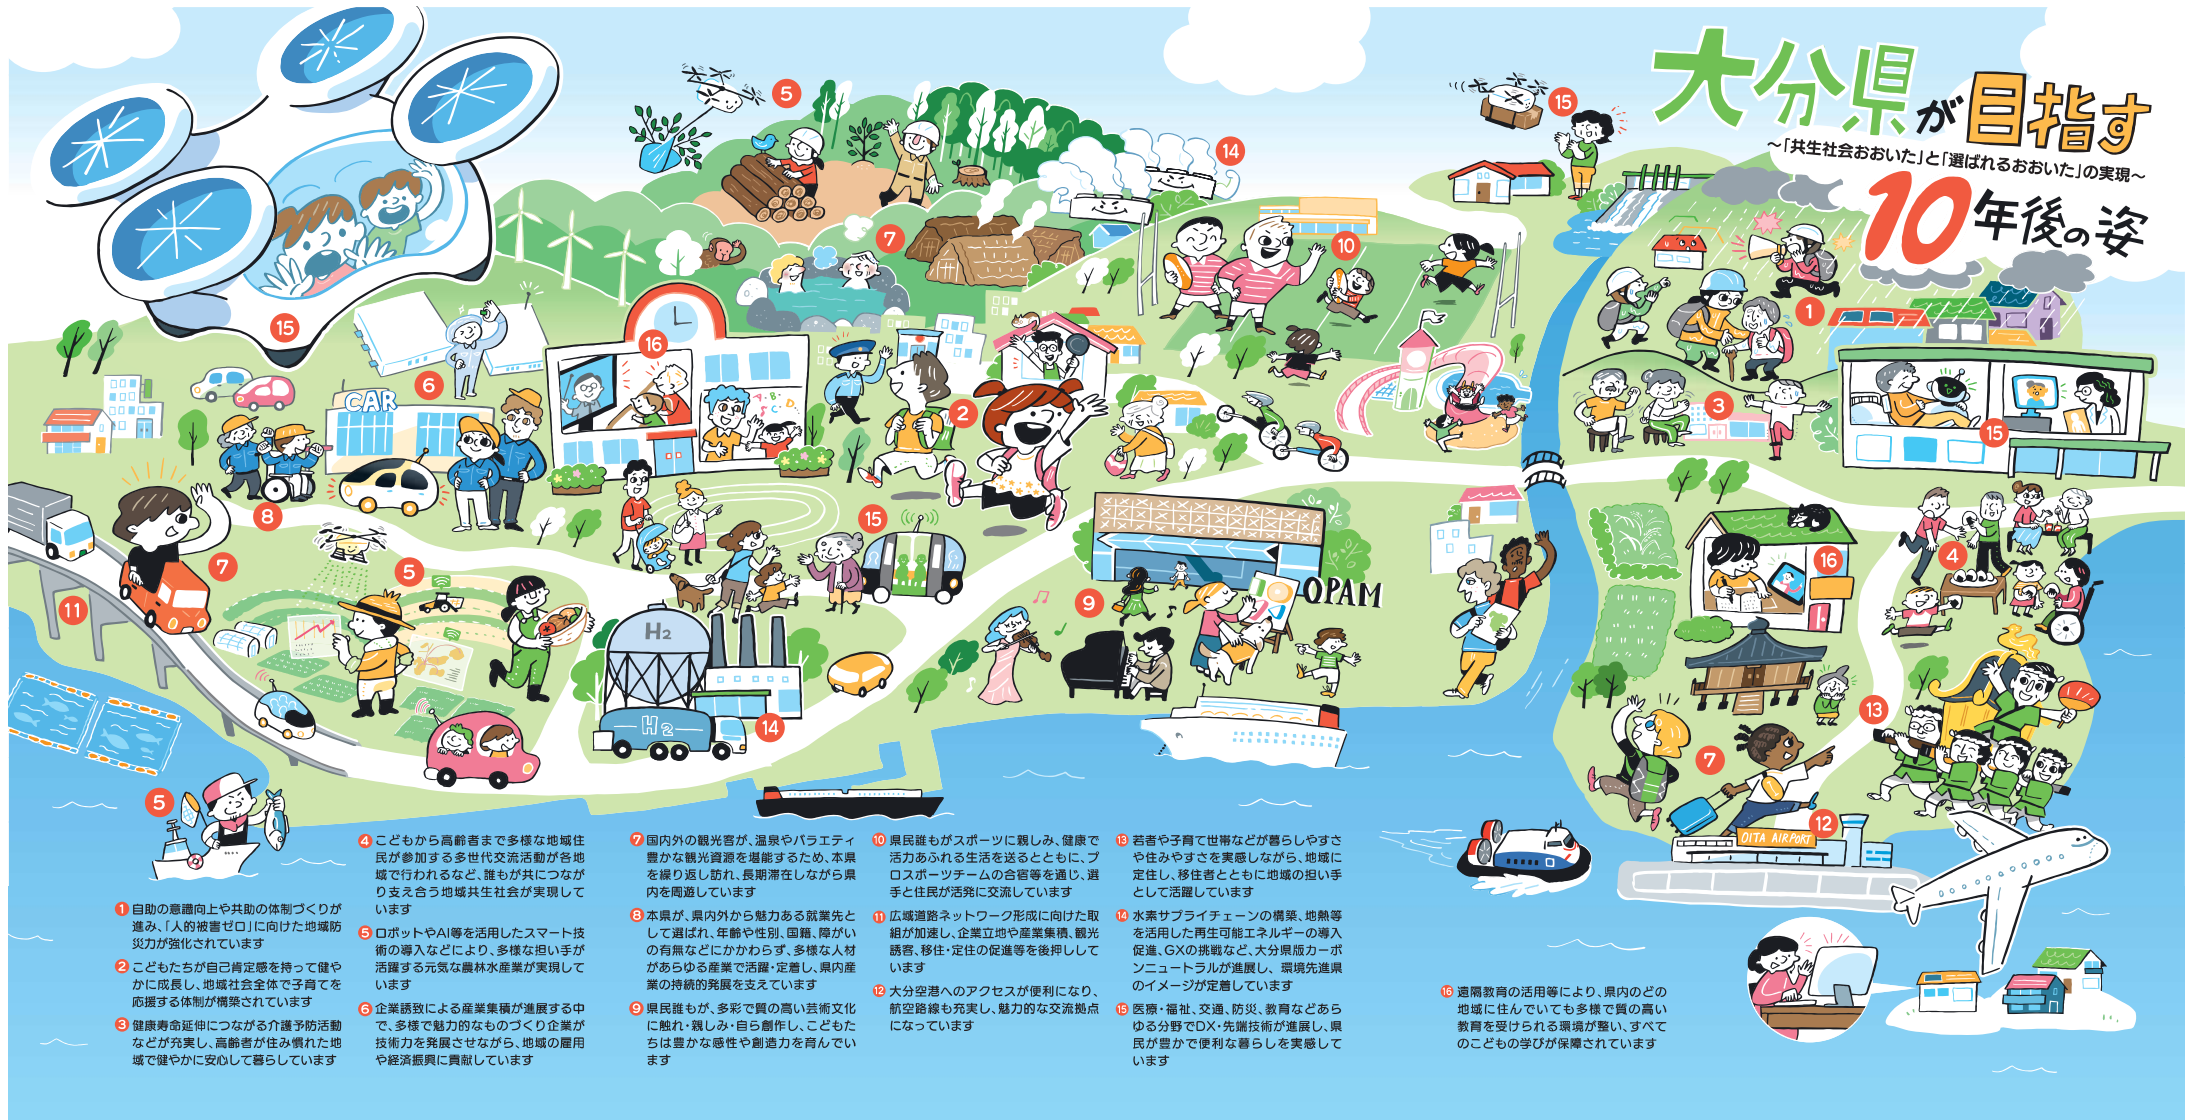 大分県が目指す
～「共生社会おおいた」と「選ばれるおおいた」の実現～
10年後の姿
5
15
14
7
10
1
15
16
6
CAR
A・B・
C・D・
2
3
15
8
7
5
15
11
9
OPAM
16
4
H2
H2
14
13
7
5
12
OITA AIRPORT
1 自助の意識向上や共助の体制づくりが
進み、「人的被害ゼロ」に向けた地域防
災力が強化されています
2 こどもたちが自己肯定感を持って健や
かに成長し、地域社会全体で子育てを
応援する体制が構築されています
3 健康寿命延伸につながる介護予防活動
などが充実し、高齢者が住み慣れた地
域で健やかに安心して暮らしています
4 こどもから高齢者まで多様な地域住
民が参加する多世代交流活動が各地
域で行われるなど、誰もが共につなが
り支え合う地域共生社会が実現して
います
5 ロボットやAI等を活用したスマート技
術の導入などにより、多様な担い手が
活躍する元気な農林水産業が実現して
います
6 企業誘致による産業集積が進展する中
で、多様で魅力的なものづくり企業が
技術力を発展させながら、地域の雇用
や経済振興に貢献しています
7 国内外の観光客が、温泉やバラエティ
豊かな観光資源を堪能するため、本県
を繰り返し訪れ、長期滞在しながら県
内を周遊しています
8 本県が、県内外から魅力ある就業先と
して選ばれ、年齢や性別、国籍、障がい
の有無などにかかわらず、多様な人材
があらゆる産業で活躍・定着し、県内産
業の持続的発展を支えています
9 県民誰もが、多彩で質の高い芸術文化
に触れ・親しみ・自ら創作し、こどもた
ちは豊かな感性や創造力を育んでい
ます
10 県民誰もがスポーツに親しみ、健康で
活力あふれる生活を送るとともに、プ
ロスポーツチームの合宿等を通じ、選
手と住民が活発に交流しています
11 広域道路ネットワーク形成に向けた取
組が加速し、企業立地や産業集積、観光
誘客、移住・定住の促進等を後押しして
います
12 大分空港へのアクセスが便利になり、
航空路線も充実し、魅力的な交流拠点
になっています
13 若者や子育て世帯などが暮らしやすさ
や住みやすさを実感しながら、地域に
定住し、移住者とともに地域の担い手
として活躍しています
14 水素サプライチェーンの構築、地熱等
を活用した再生可能エネルギーの導入
促進、GXの挑戦など、大分県版カーボ
ンニュートラルが進展し、環境先進県
のイメージが定着しています
15 医療・福祉、交通、防災、教育などあら
ゆる分野でDX・先端技術が進展し、県
民が豊かで便利な暮らしを実感して
います
16 遠隔教育の活用等により、県内のどの
地域に住んでいても多様で質の高い
教育を受けられる環境が整い、すべて
のこどもの学びが保障されています